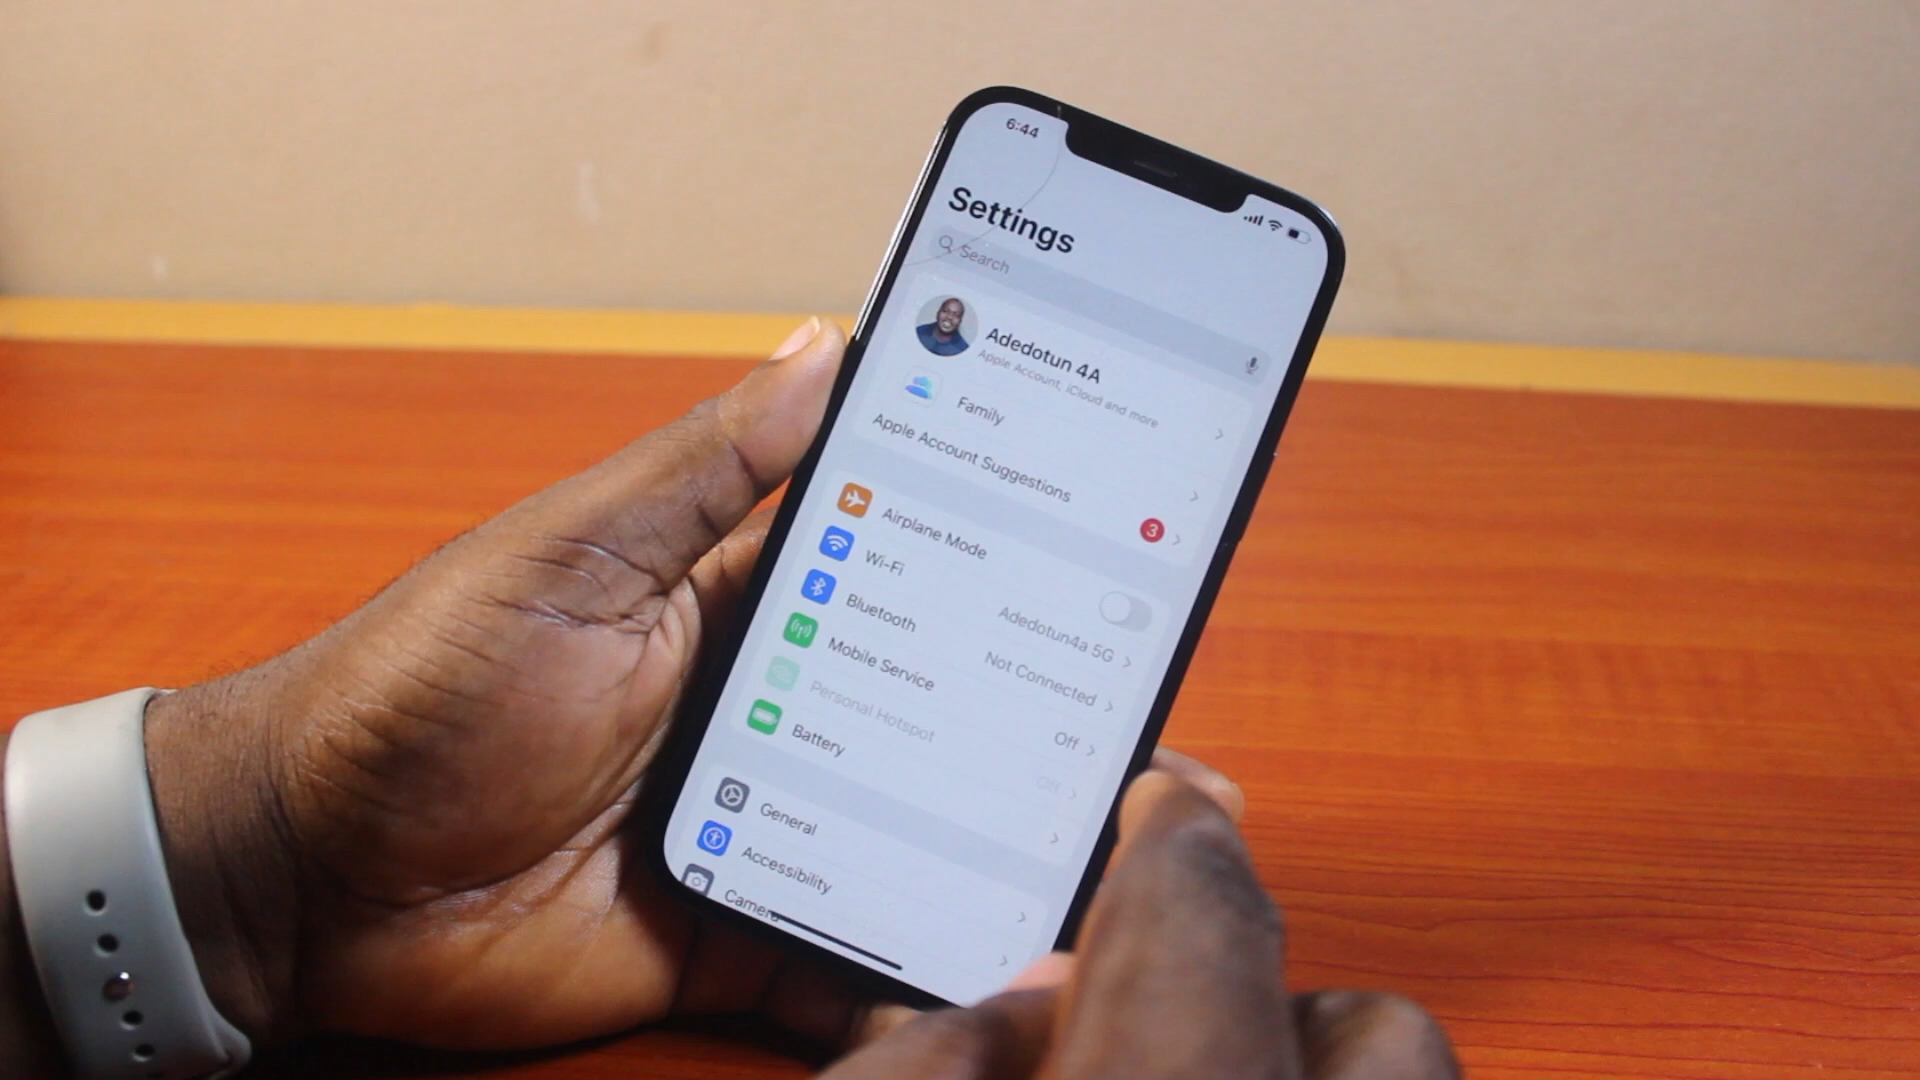 6:44
Settings
Search
Adedotun 4A
Apple Account, iCloud and more
Family
Apple Account Suggestions
3
Airplane Mode
Wi-Fi
Adedotun4a 5G
Bluetooth
Not Connected
Mobile Service
Off
Personal Hotspot
Off
Battery
General
Accessibility
Camera